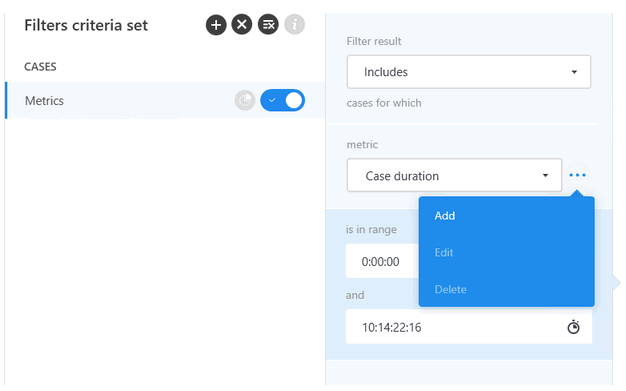 Filters criteria set
CASES
Metrics
Filter result
Includes
cases for which
metric
Case duration
Add
Edit
Delete
is in range
0:00:00
and
10:14:22:16